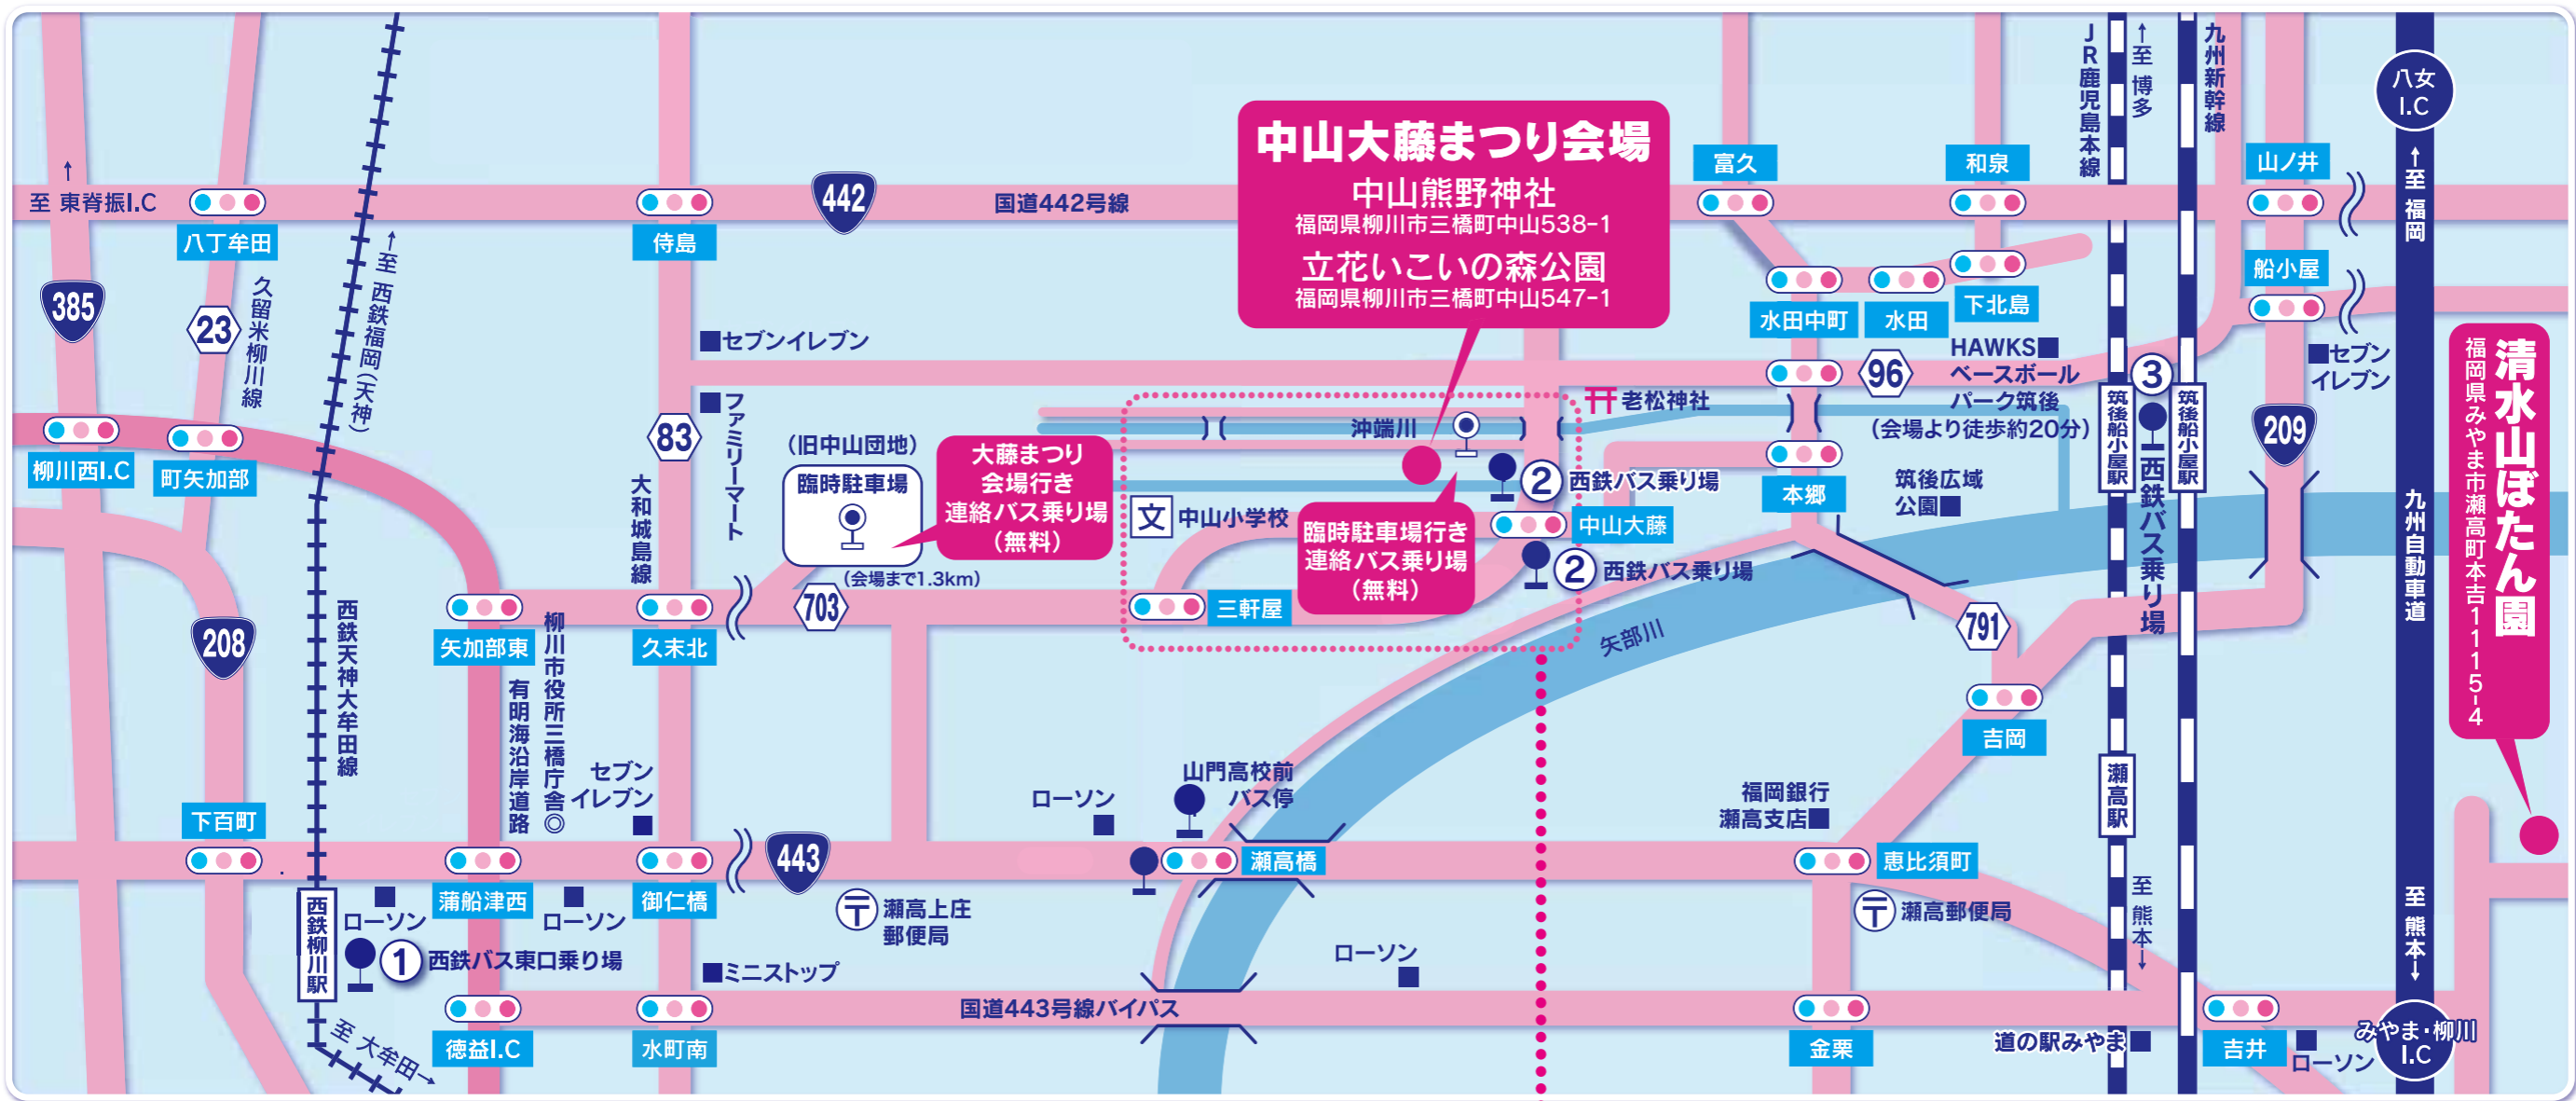 中山大藤まつり会場
中山熊野神社
福岡県柳川市三橋町中山538-1
立花いこいの森公園
福岡県柳川市三橋町中山547-1
↑
至 東脊振I.C
八丁牟田
侍島
442
国道442号線
富久
和泉
山ノ井
JR鹿児島本線
↑至 博多
九州新幹線
八女
I.C
↑至 福岡
385
23
久留米柳川線
↑至 西鉄福岡(天神)
水田中町
水田
下北島
船小屋
セブンイレブン
ファミリーマート
83
大和城島線
96
HAWKS
ベースボール
パーク筑後
(会場より徒歩約20分)
筑後船小屋駅
3
西鉄バス乗り場
筑後船小屋駅
セブン
イレブン
209
清水山ぼたん園
福岡県みやま市瀬高町本吉1115-4
老松神社
沖端川
柳川西I.C
町矢加部
(旧中山団地)
臨時駐車場
(会場まで1.3km)
大藤まつり
会場行き
連絡バス乗り場
(無料)
文
中山小学校
臨時駐車場行き
連絡バス乗り場
(無料)
2
西鉄バス乗り場
中山大藤
2
西鉄バス乗り場
本郷
筑後広域
公園
九州自動車道
208
西鉄天神大牟田線
矢加部東
柳川市役所三橋庁舎◎
有明海沿岸道路
久末北
703
三軒屋
矢部川
791
吉岡
瀬高駅
セブン
イレブン
ローソン
山門高校前
バス停
福岡銀行
瀬高支店
下百町
蒲船津西
御仁橋
443
瀬高橋
恵比須町
西鉄柳川駅
ローソン
1
西鉄バス東口乗り場
ローソン
〒
瀬高上庄
郵便局
〒
瀬高郵便局
至 熊本↓
至 熊本↓
ミニストップ
ローソン
国道443号線バイパス
至 大牟田→
徳益I.C
水町南
金栗
道の駅みやま
吉井
ローソン
みやま・柳川
I.C